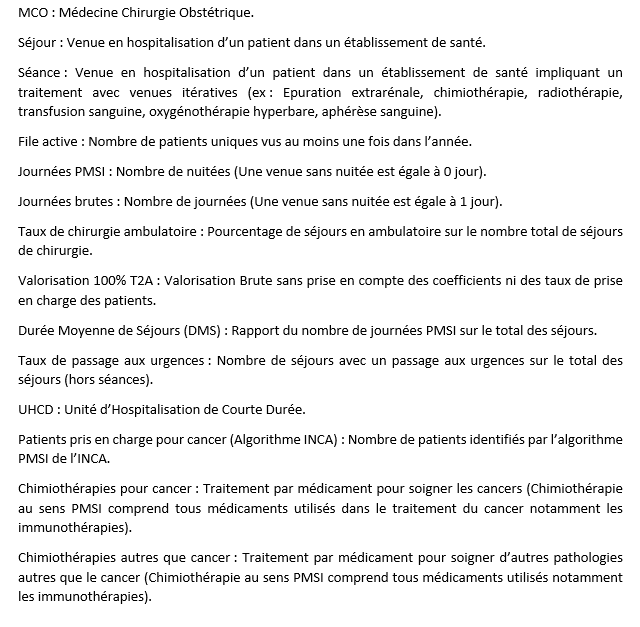 MCO : Médecine Chirurgie Obstétrique.
Séjour : Venue en hospitalisation d’un patient dans un établissement de santé.
Séance : Venue en hospitalisation d’un patient dans un établissement de santé impliquant un
traitement avec venues itératives (ex : Epuration extrarénale, chimiothérapie, radiothérapie,
transfusion sanguine, oxygénothérapie hyperbare, aphérèse sanguine).
File active : Nombre de patients uniques vus au moins une fois dans l’année.
Journées PMSI : Nombre de nuitées (Une venue sans nuitée est égale à 0 jour).
Journées brutes : Nombre de journées (Une venue sans nuitée est égale à 1 jour).
Taux de chirurgie ambulatoire : Pourcentage de séjours en ambulatoire sur le nombre total de séjours
de chirurgie.
Valorisation 100% T2A : Valorisation Brute sans prise en compte des coefficients ni des taux de prise
en charge des patients.
Durée Moyenne de Séjours (DMS) : Rapport du nombre de journées PMSI sur le total des séjours.
Taux de passage aux urgences : Nombre de séjours avec un passage aux urgences sur le total des
séjours (hors séances).
UHCD : Unité d’Hospitalisation de Courte Durée.
Patients pris en charge pour cancer (Algorithme INCA) : Nombre de patients identifiés par l’algorithme
PMSI de l’INCA.
Chimiothérapies pour cancer : Traitement par médicament pour soigner les cancers (Chimiothérapie
au sens PMSI comprend tous médicaments utilisés dans le traitement du cancer notamment les
immunothérapies).
Chimiothérapies autres que cancer : Traitement par médicament pour soigner d’autres pathologies
autres que le cancer (Chimiothérapie au sens PMSI comprend tous médicaments utilisés notamment
les immunothérapies).